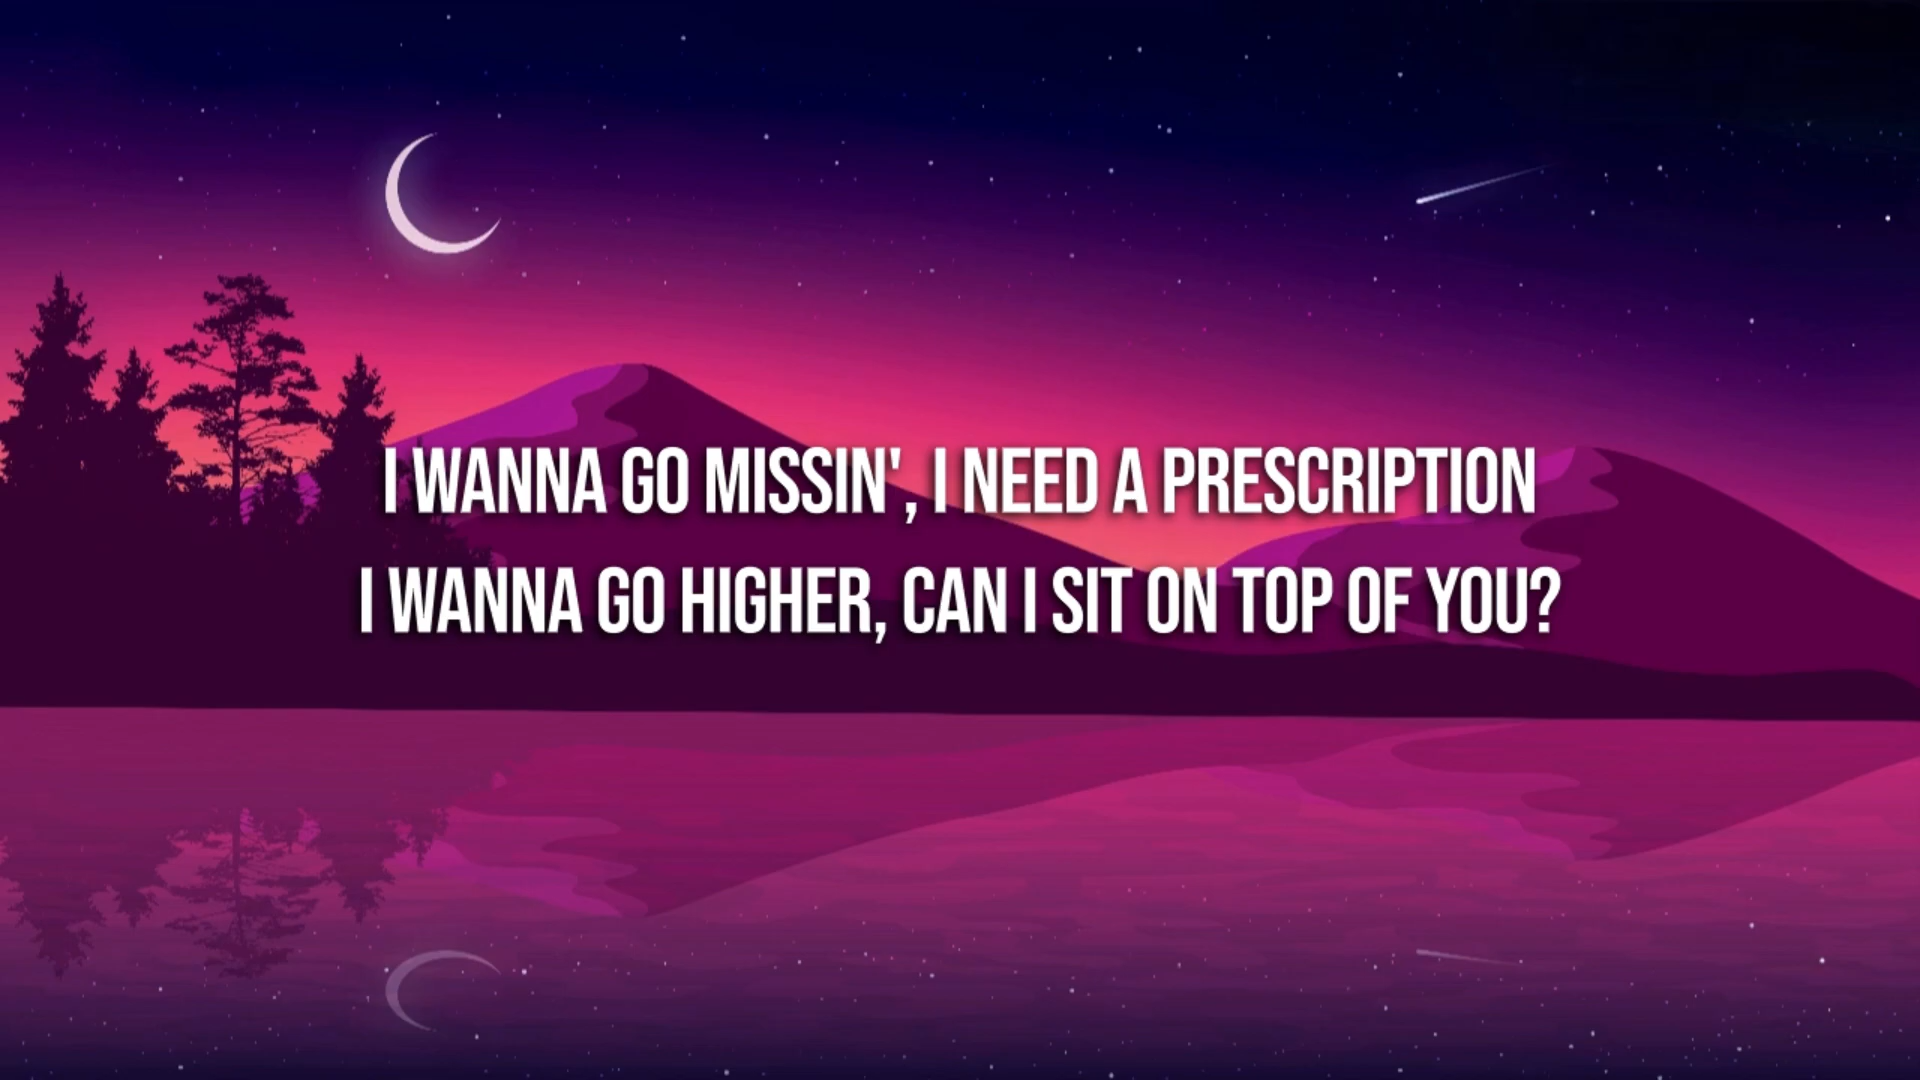 I WANNA GO MISSIN', I NEED A PRESCRIPTION
I WANNA GO HIGHER, CAN I SIT ON TOP OF YOU?